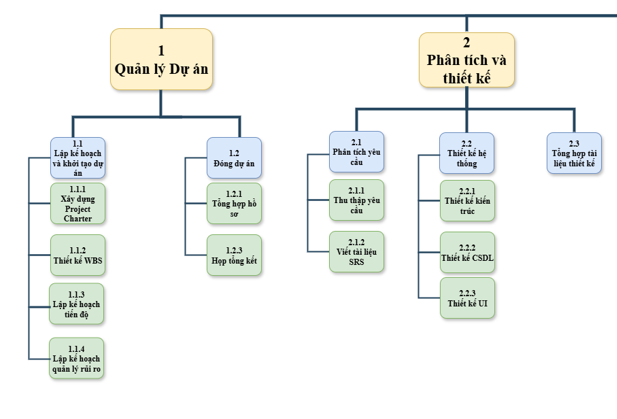 1
Quản lý Dự án
2
Phân tích và
thiết kế
1.1
Lập kế hoạch
và khởi tạo dự
án
1.1.1
Xây dựng
Project
Charter
1.1.2
Thiết kế WBS
1.1.3
Lập kế hoạch
tiến độ
1.1.4
Lập kế hoạch
quản lý rủi ro
1.2
Đóng dự án
1.2.1
Tổng hợp hồ
sơ
1.2.3
Họp tổng kết
2.1
Phân tích yêu
cầu
2.1.1
Thu thập yêu
cầu
2.1.2
Viết tài liệu
SRS
2.2
Thiết kế hệ
thống
2.2.1
Thiết kế kiến
trúc
2.2.2
Thiết kế CSDL
2.2.3
Thiết kế UI
2.3
Tổng hợp tài
liệu thiết kế